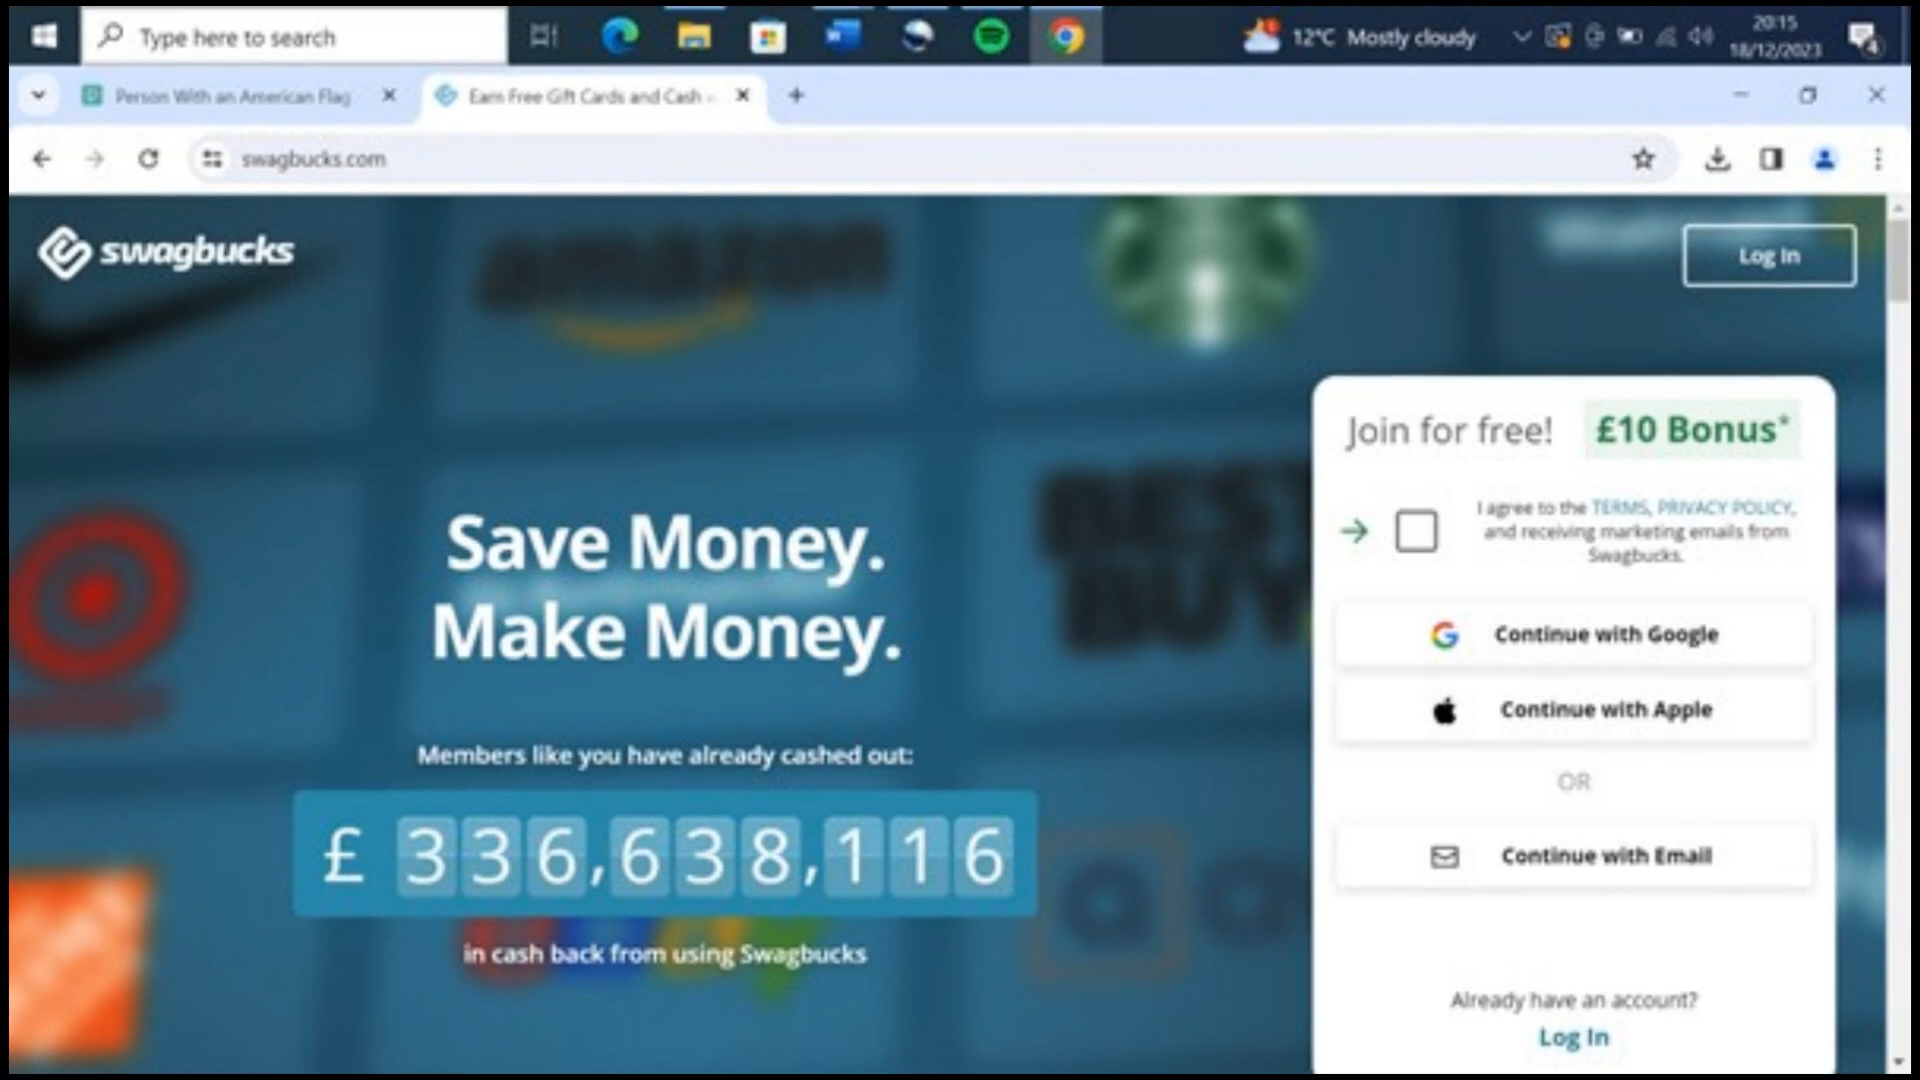 Type here to search
12°C Mostly cloudy
20:15
18/12/2023
4
Person With an American Flag
Earn Free Gift Cards and Cash
swagbucks.com
swagbucks
amazon
Log In
Join for free! £10 Bonus*
I agree to the TERMS, PRIVACY POLICY,
and receiving marketing emails from
Swagbucks.
BEST
BUY
Save Money.
Make Money.
Continue with Google
Continue with Apple
Members like you have already cashed out:
OR
£ 336,638,116
Continue with Email
in cash back from using Swagbucks
Already have an account?
Log In